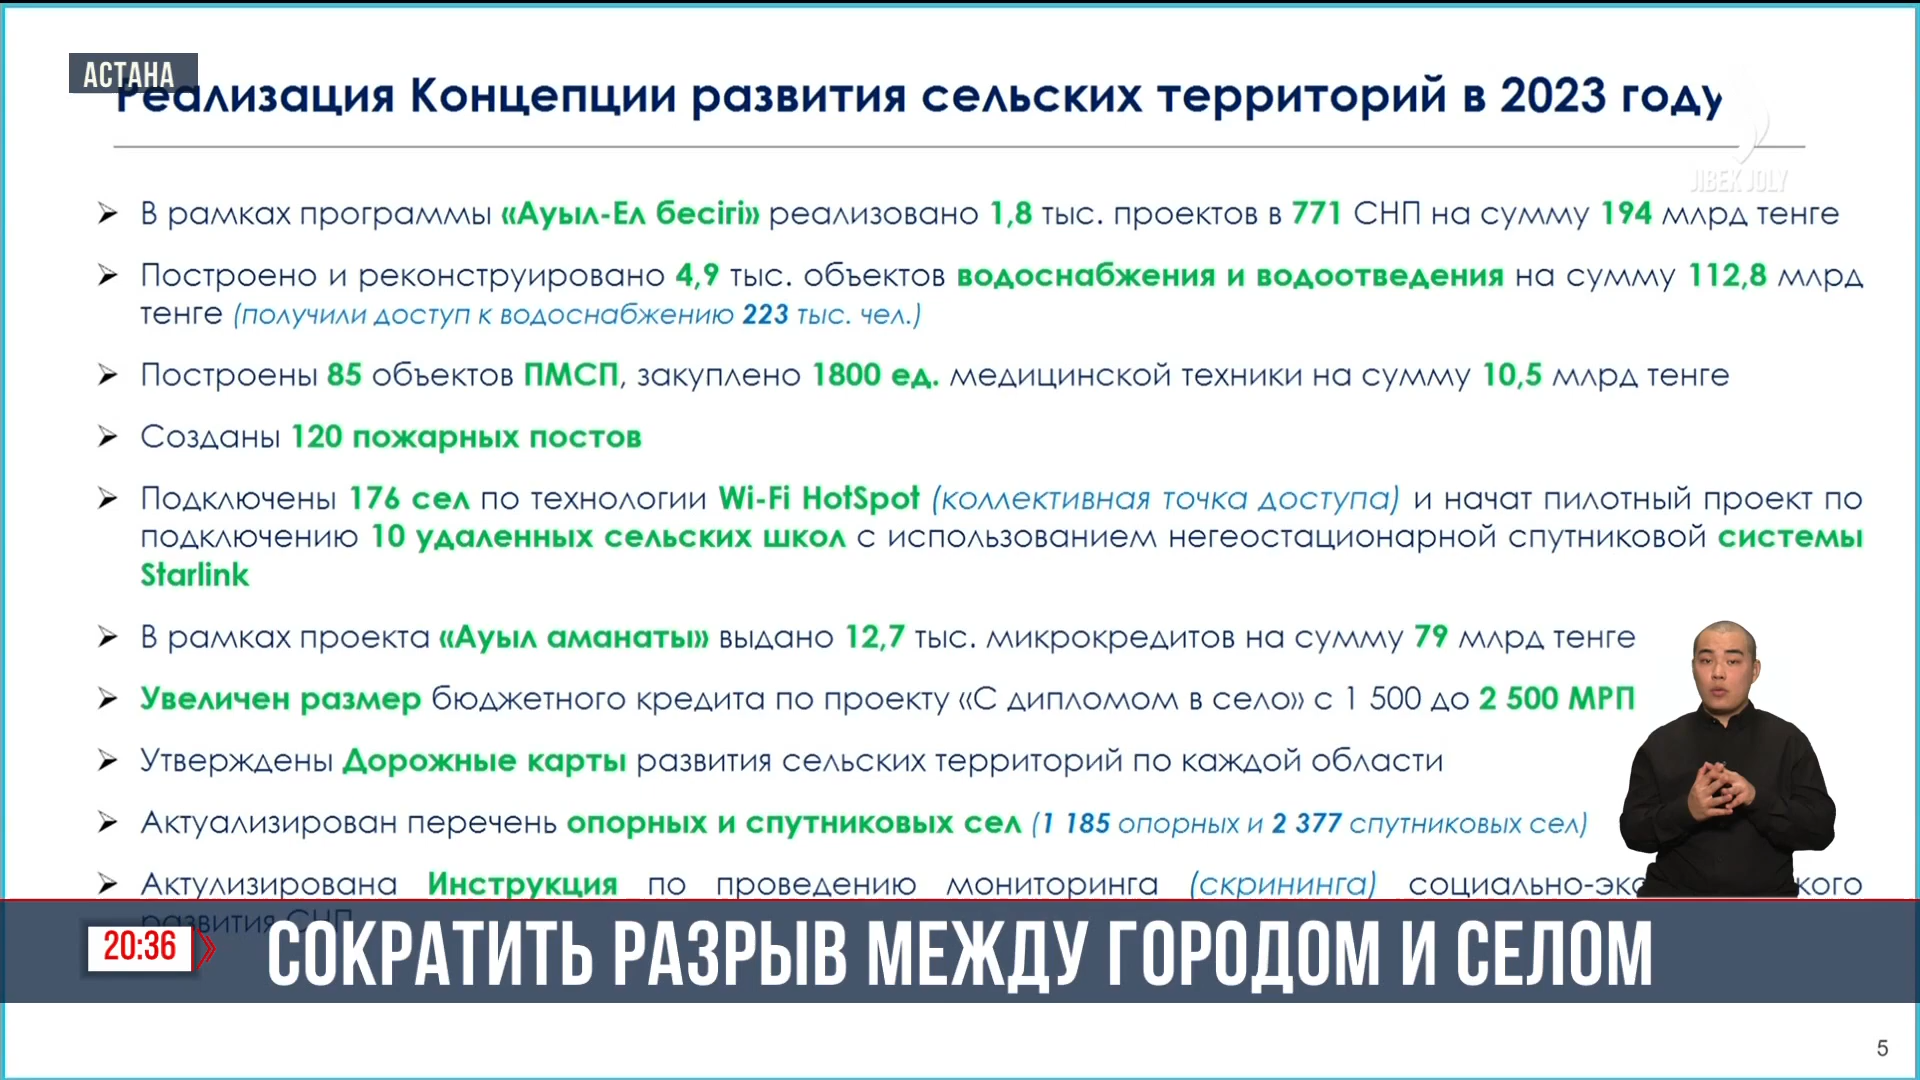 АСТАНА
Реализация Концепции развития сельских территорий в 2023 году
JIBEK JOLY
➢ В рамках программы «Ауыл-Ел бесігі» реализовано 1,8 тыс. проектов в 771 СНП на сумму 194 млрд тенге
➢ Построено и реконструировано 4,9 тыс. объектов водоснабжения и водоотведения на сумму 112,8 млрд
тенге (получили доступ к водоснабжению 223 тыс. чел.)
➢ Построены 85 объектов ПМСП, закуплено 1800 ед. медицинской техники на сумму 10,5 млрд тенге
➢ Созданы 120 пожарных постов
➢ Подключены 176 сел по технологии Wi-Fi HotSpot (коллективная точка доступа) и начат пилотный проект по
подключению 10 удаленных сельских школ с использованием негеостационарной спутниковой системы
Starlink
➢ В рамках проекта «Ауыл аманаты» выдано 12,7 тыс. микрокредитов на сумму 79 млрд тенге
➢ Увеличен размер бюджетного кредита по проекту «С дипломом в село» с 1 500 до 2 500 МРП
➢ Утверждены Дорожные карты развития сельских территорий по каждой области
➢ Актуализирован перечень опорных и спутниковых сел (1 185 опорных и 2 377 спутниковых сел)
➢ Актулизирована Инструкция по проведению мониторинга (скрининга)
развития СНП
20:36
СОКРАТИТЬ РАЗРЫВ МЕЖДУ ГОРОДОМ И СЕЛОМ
5